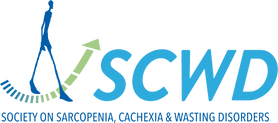 SCWD
SOCIETY ON SARCOPENIA, CACHEXIA & WASTING DISORDERS